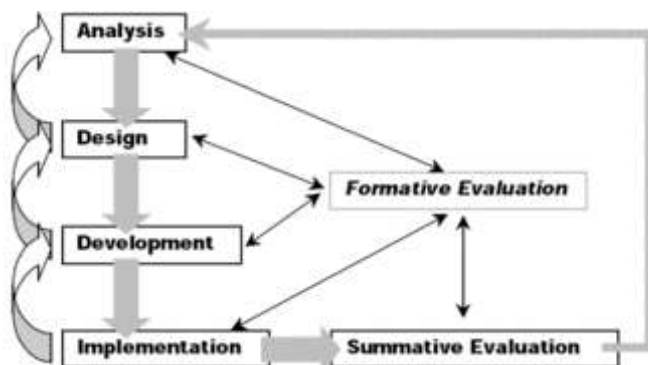 Analysis
Design
Formative Evaluation
Development
Implementation
Summative Evaluation